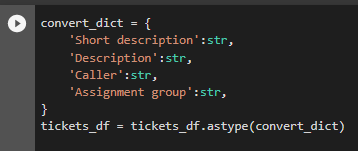 convert_dict = {
    'Short description':str,
    'Description':str,
    'Caller':str,
    'Assignment group':str,
}
tickets_df = tickets_df.astype(convert_dict)